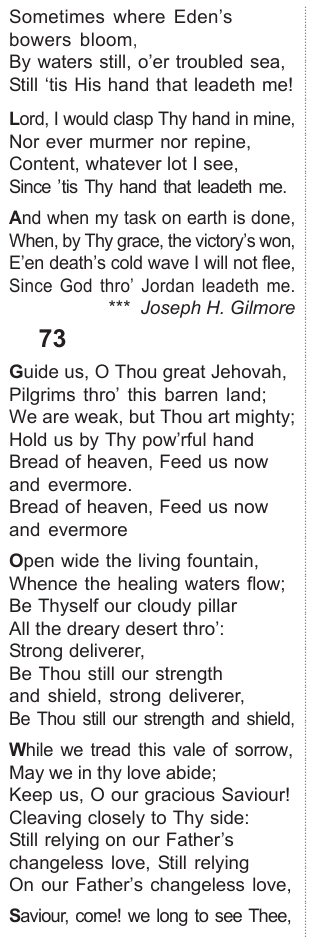 Sometimes where Eden's
bowers bloom,
By waters still, o'er troubled sea,
Still ‘tis His hand that leadeth me!
Lord, I would clasp Thy hand in mine,
Nor ever murmer nor repine,
Content, whatever lot I see,
Since ’tis Thy hand that leadeth me.
And when my task on earth is done,
When, by Thy grace, the victory’s won,
E’en death’s cold wave I will not flee,
Since God thro’ Jordan leadeth me.
*** Joseph H. Gilmore
73
Guide us, O Thou great Jehovah,
Pilgrims thro’ this barren land;
We are weak, but Thou art mighty;
Hold us by Thy pow’rful hand
Bread of heaven, Feed us now
and evermore.
Bread of heaven, Feed us now
and evermore
Open wide the living fountain,
Whence the healing waters flow;
Be Thyself our cloudy pillar
All the dreary desert thro’:
Strong deliverer,
Be Thou still our strength
and shield, strong deliverer,
Be Thou still our strength and shield,
While we tread this vale of sorrow,
May we in thy love abide;
Keep us, O our gracious Saviour!
Cleaving closely to Thy side:
Still relying on our Father’s
changeless love, Still relying
On our Father’s changeless love,
Saviour, come! we long to see Thee,